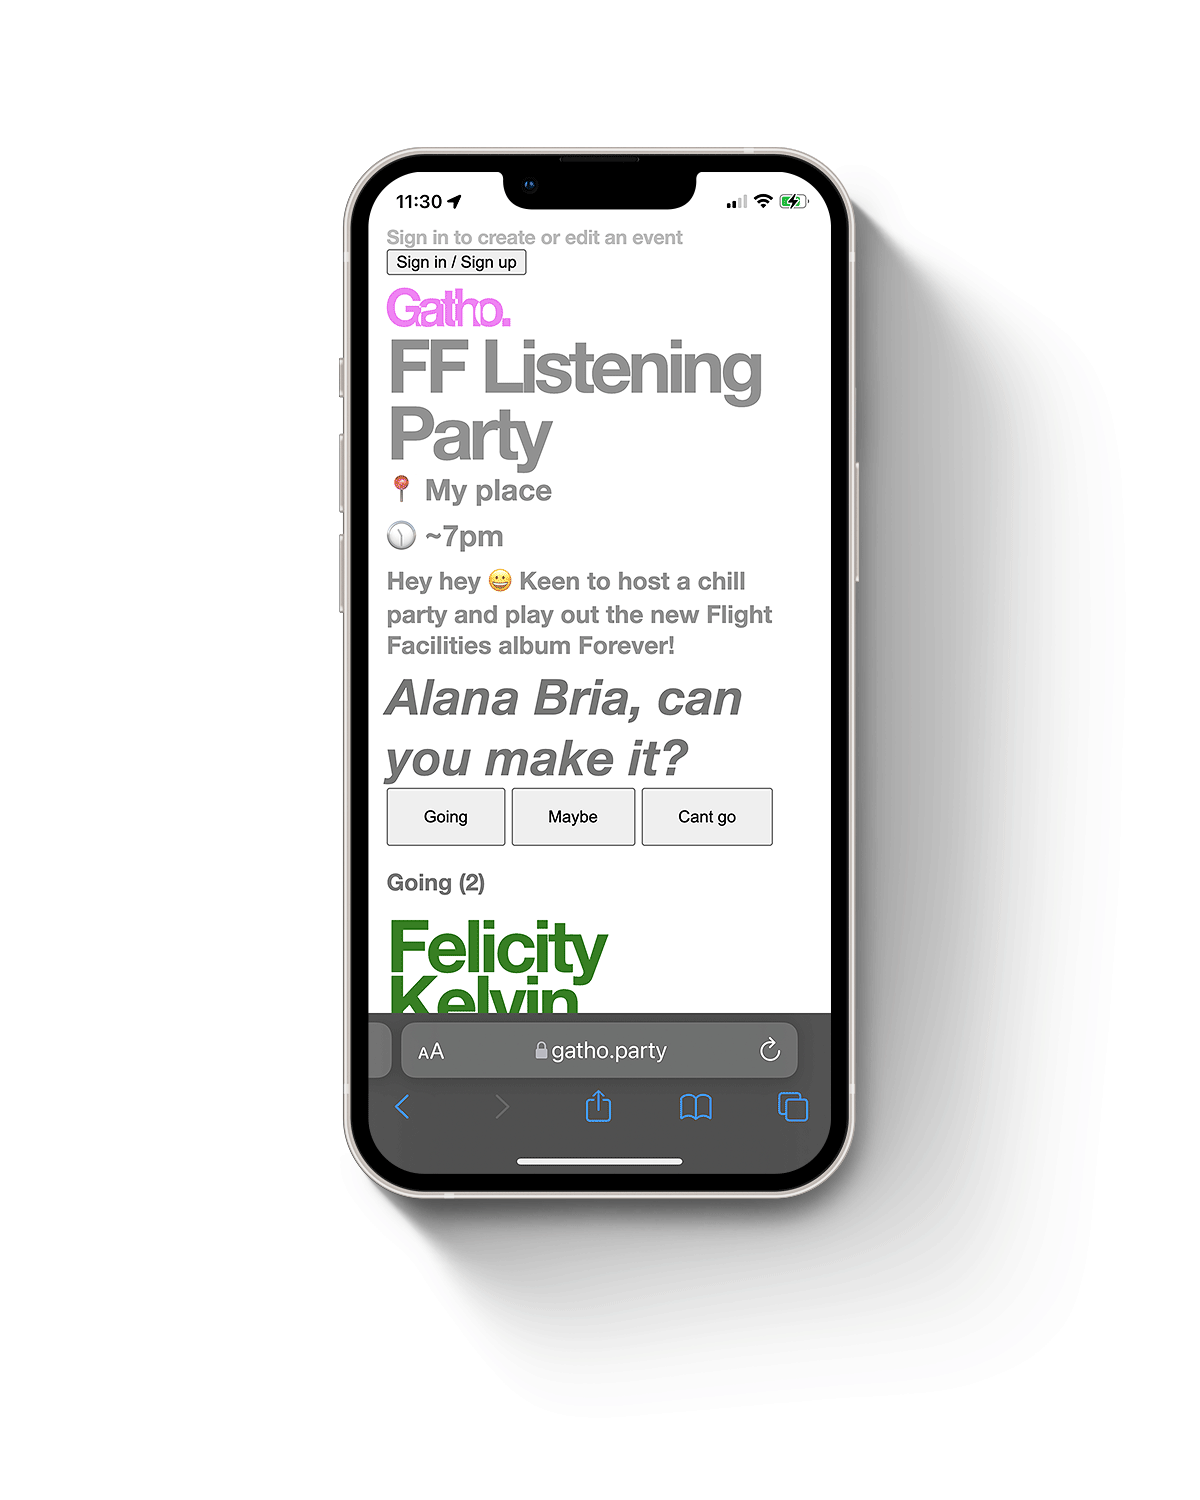 11:30
Sign in to create or edit an event
Sign in / Sign up
Gatho.
FF Listening
Party
📍 My place
🕦 ~7pm
Hey hey 😀 Keen to host a chill
party and play out the new Flight
Facilities album Forever!
Alana Bria, can
you make it?
Going Maybe Cant go
Going (2)
Felicity
Kelvin
AA gatho.party